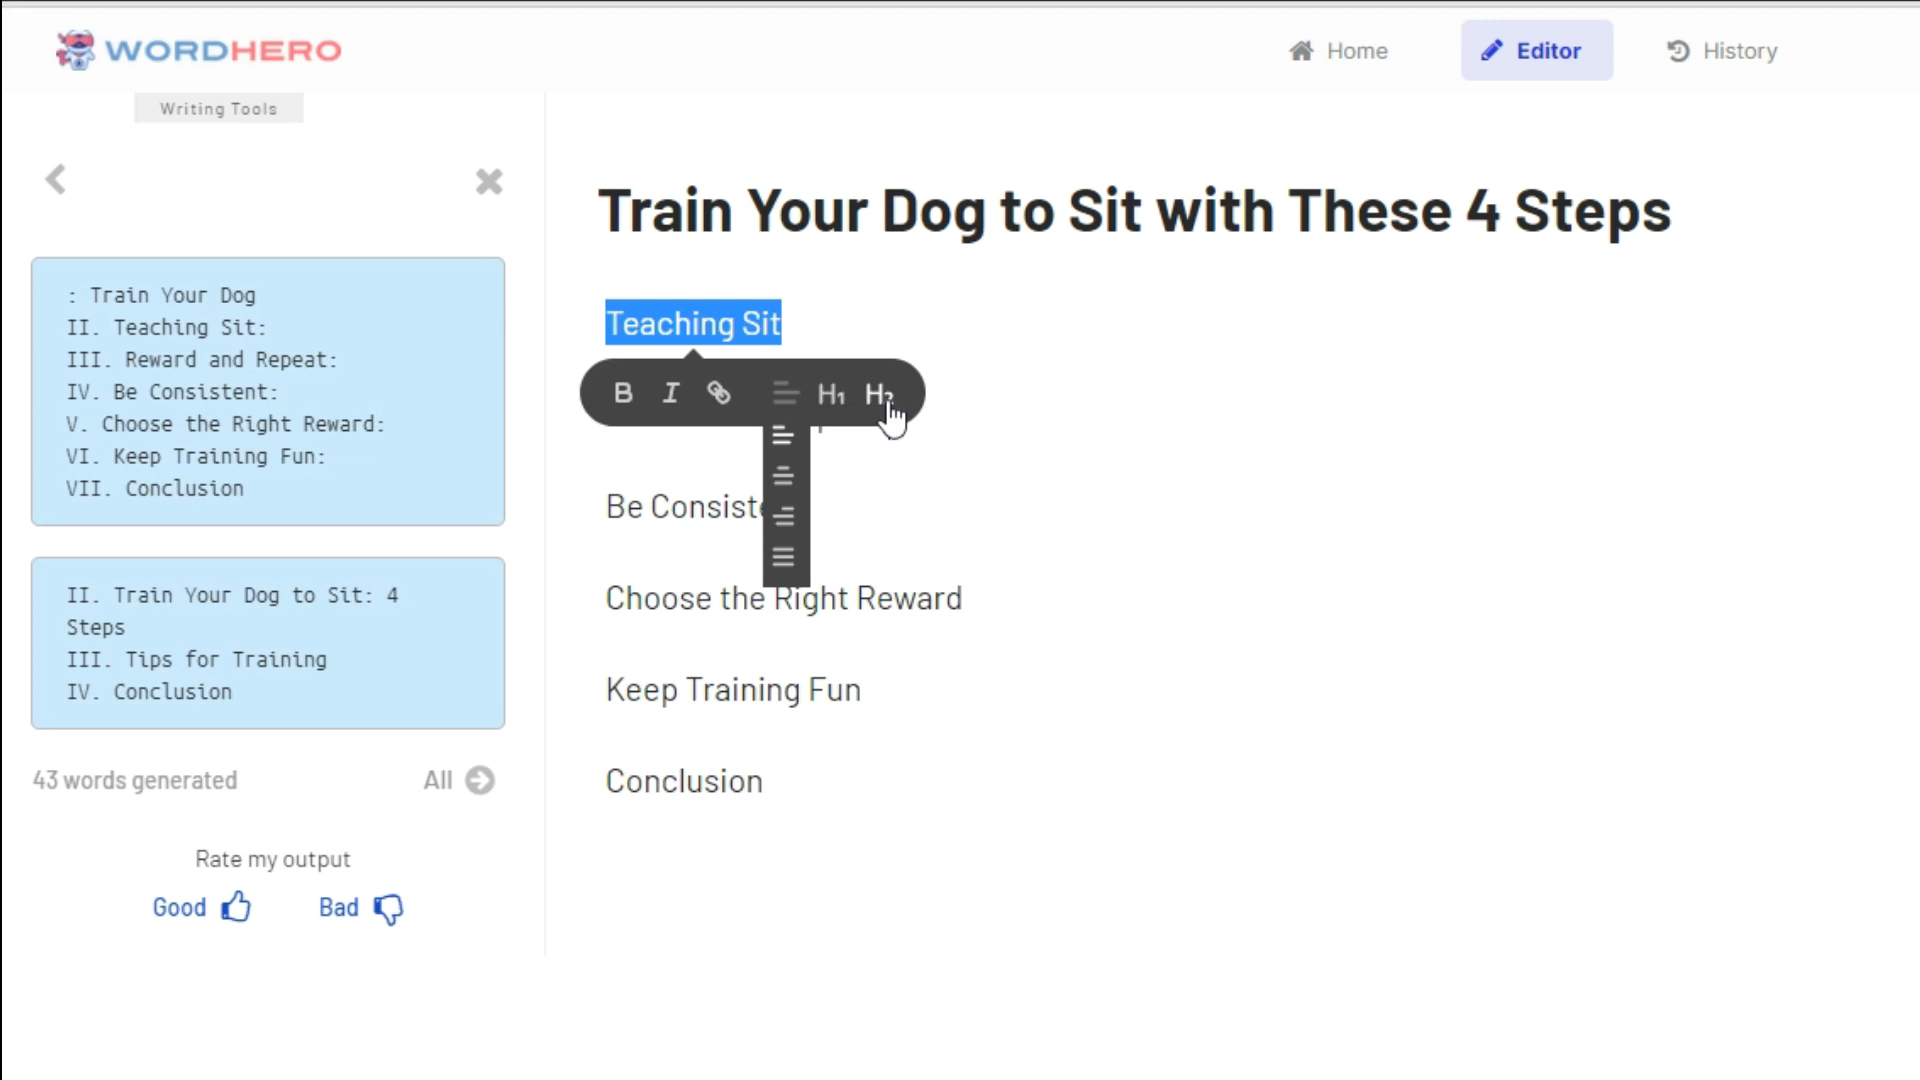 WORDHERO
Home
Editor
History
Writing Tools
Train Your Dog to Sit with These 4 Steps
: Train Your Dog
II. Teaching Sit:
III. Reward and Repeat:
IV. Be Consistent:
V. Choose the Right Reward:
VI. Keep Training Fun:
VII. Conclusion
II. Train Your Dog to Sit: 4
Steps
III. Tips for Training
IV. Conclusion
43 words generated
All
Rate my output
Good
Bad
Teaching Sit
B I H1 H2
Be Consiste
Choose the Right Reward
Keep Training Fun
Conclusion